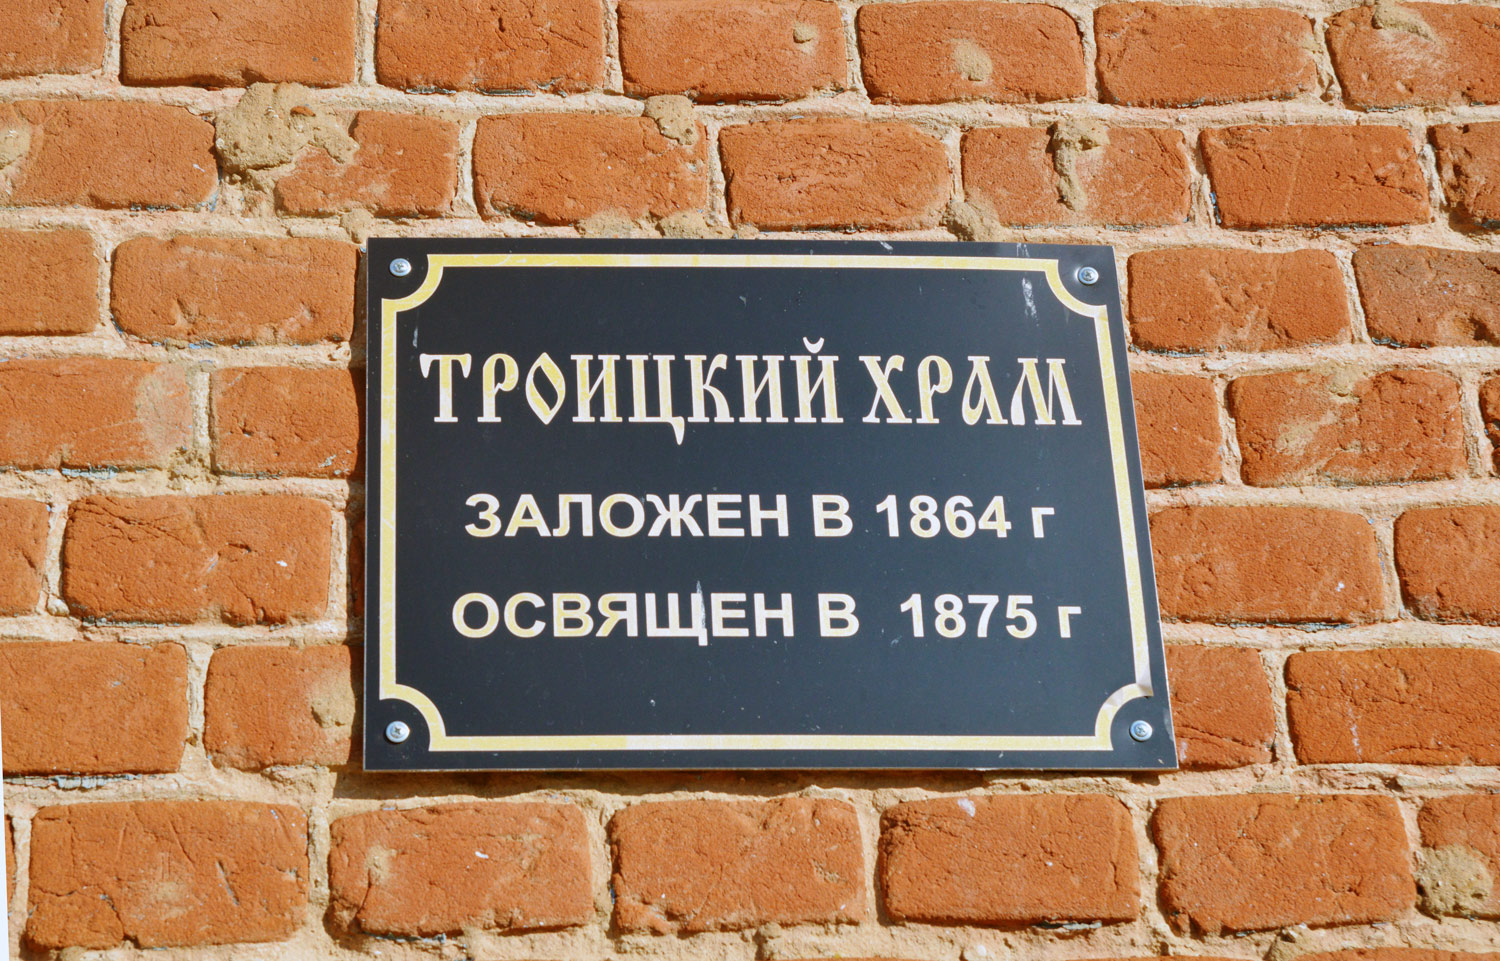 ТРОИЦКИЙ ХРАМ
ЗАЛОЖЕН В 1864 г
ОСВЯЩЕН В 1875 г